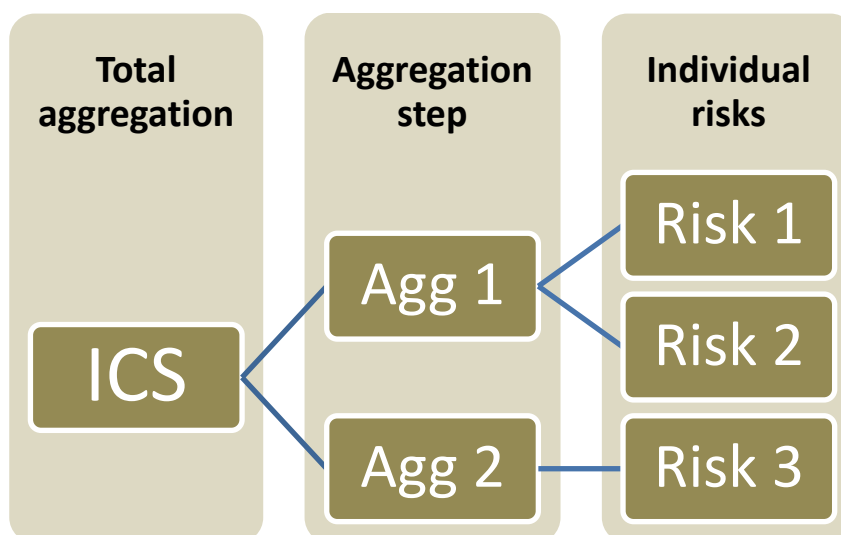 Total
aggregation
Aggregation
step
Individual
risks
ICS
Agg 1
Agg 2
Risk 1
Risk 2
Risk 3